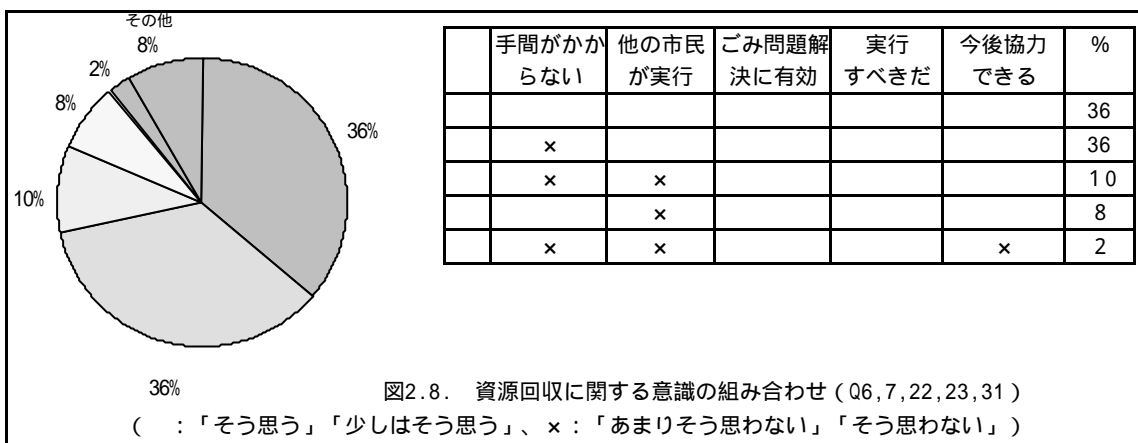 その他
8%
2%
8%
10%
36%
36%
手間がかか 他の市民 ごみ問題解 実行 今後協力 %
らない が実行 決に有効 すべきだ できる
36
× 36
× × 10
× 8
× × × 2
図2.8. 資源回収に関する意識の組み合わせ(Q6,7,22,23,31)
( :「そう思う」「少しはそう思う」、×:「あまりそう思わない」「そう思わない」)